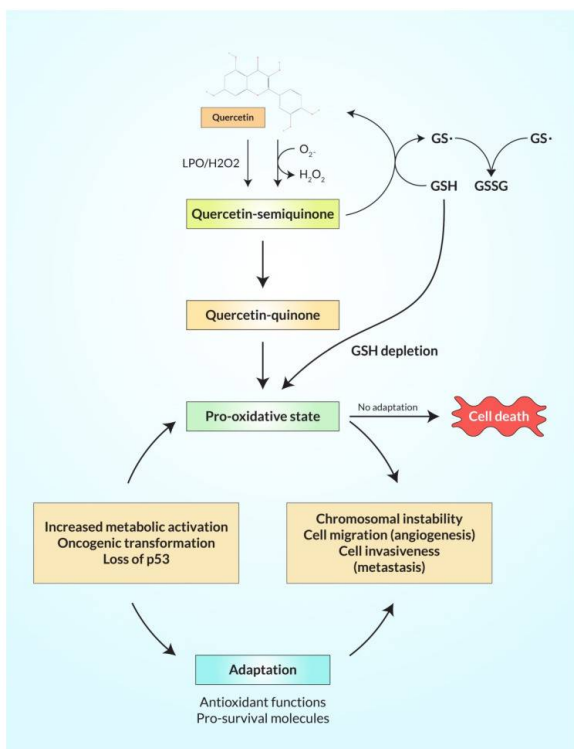 Quercetin
LPO/H2O2
O₂-
H₂O₂
GS·
GS·
GSH
GSSG
Quercetin-semiquinone
Quercetin-quinone
GSH depletion
Pro-oxidative state
No adaptation
Cell death
Increased metabolic activation
Oncogenic transformation
Loss of p53
Chromosomal instability
Cell migration (angiogenesis)
Cell invasiveness
(metastasis)
Adaptation
Antioxidant functions
Pro-survival molecules